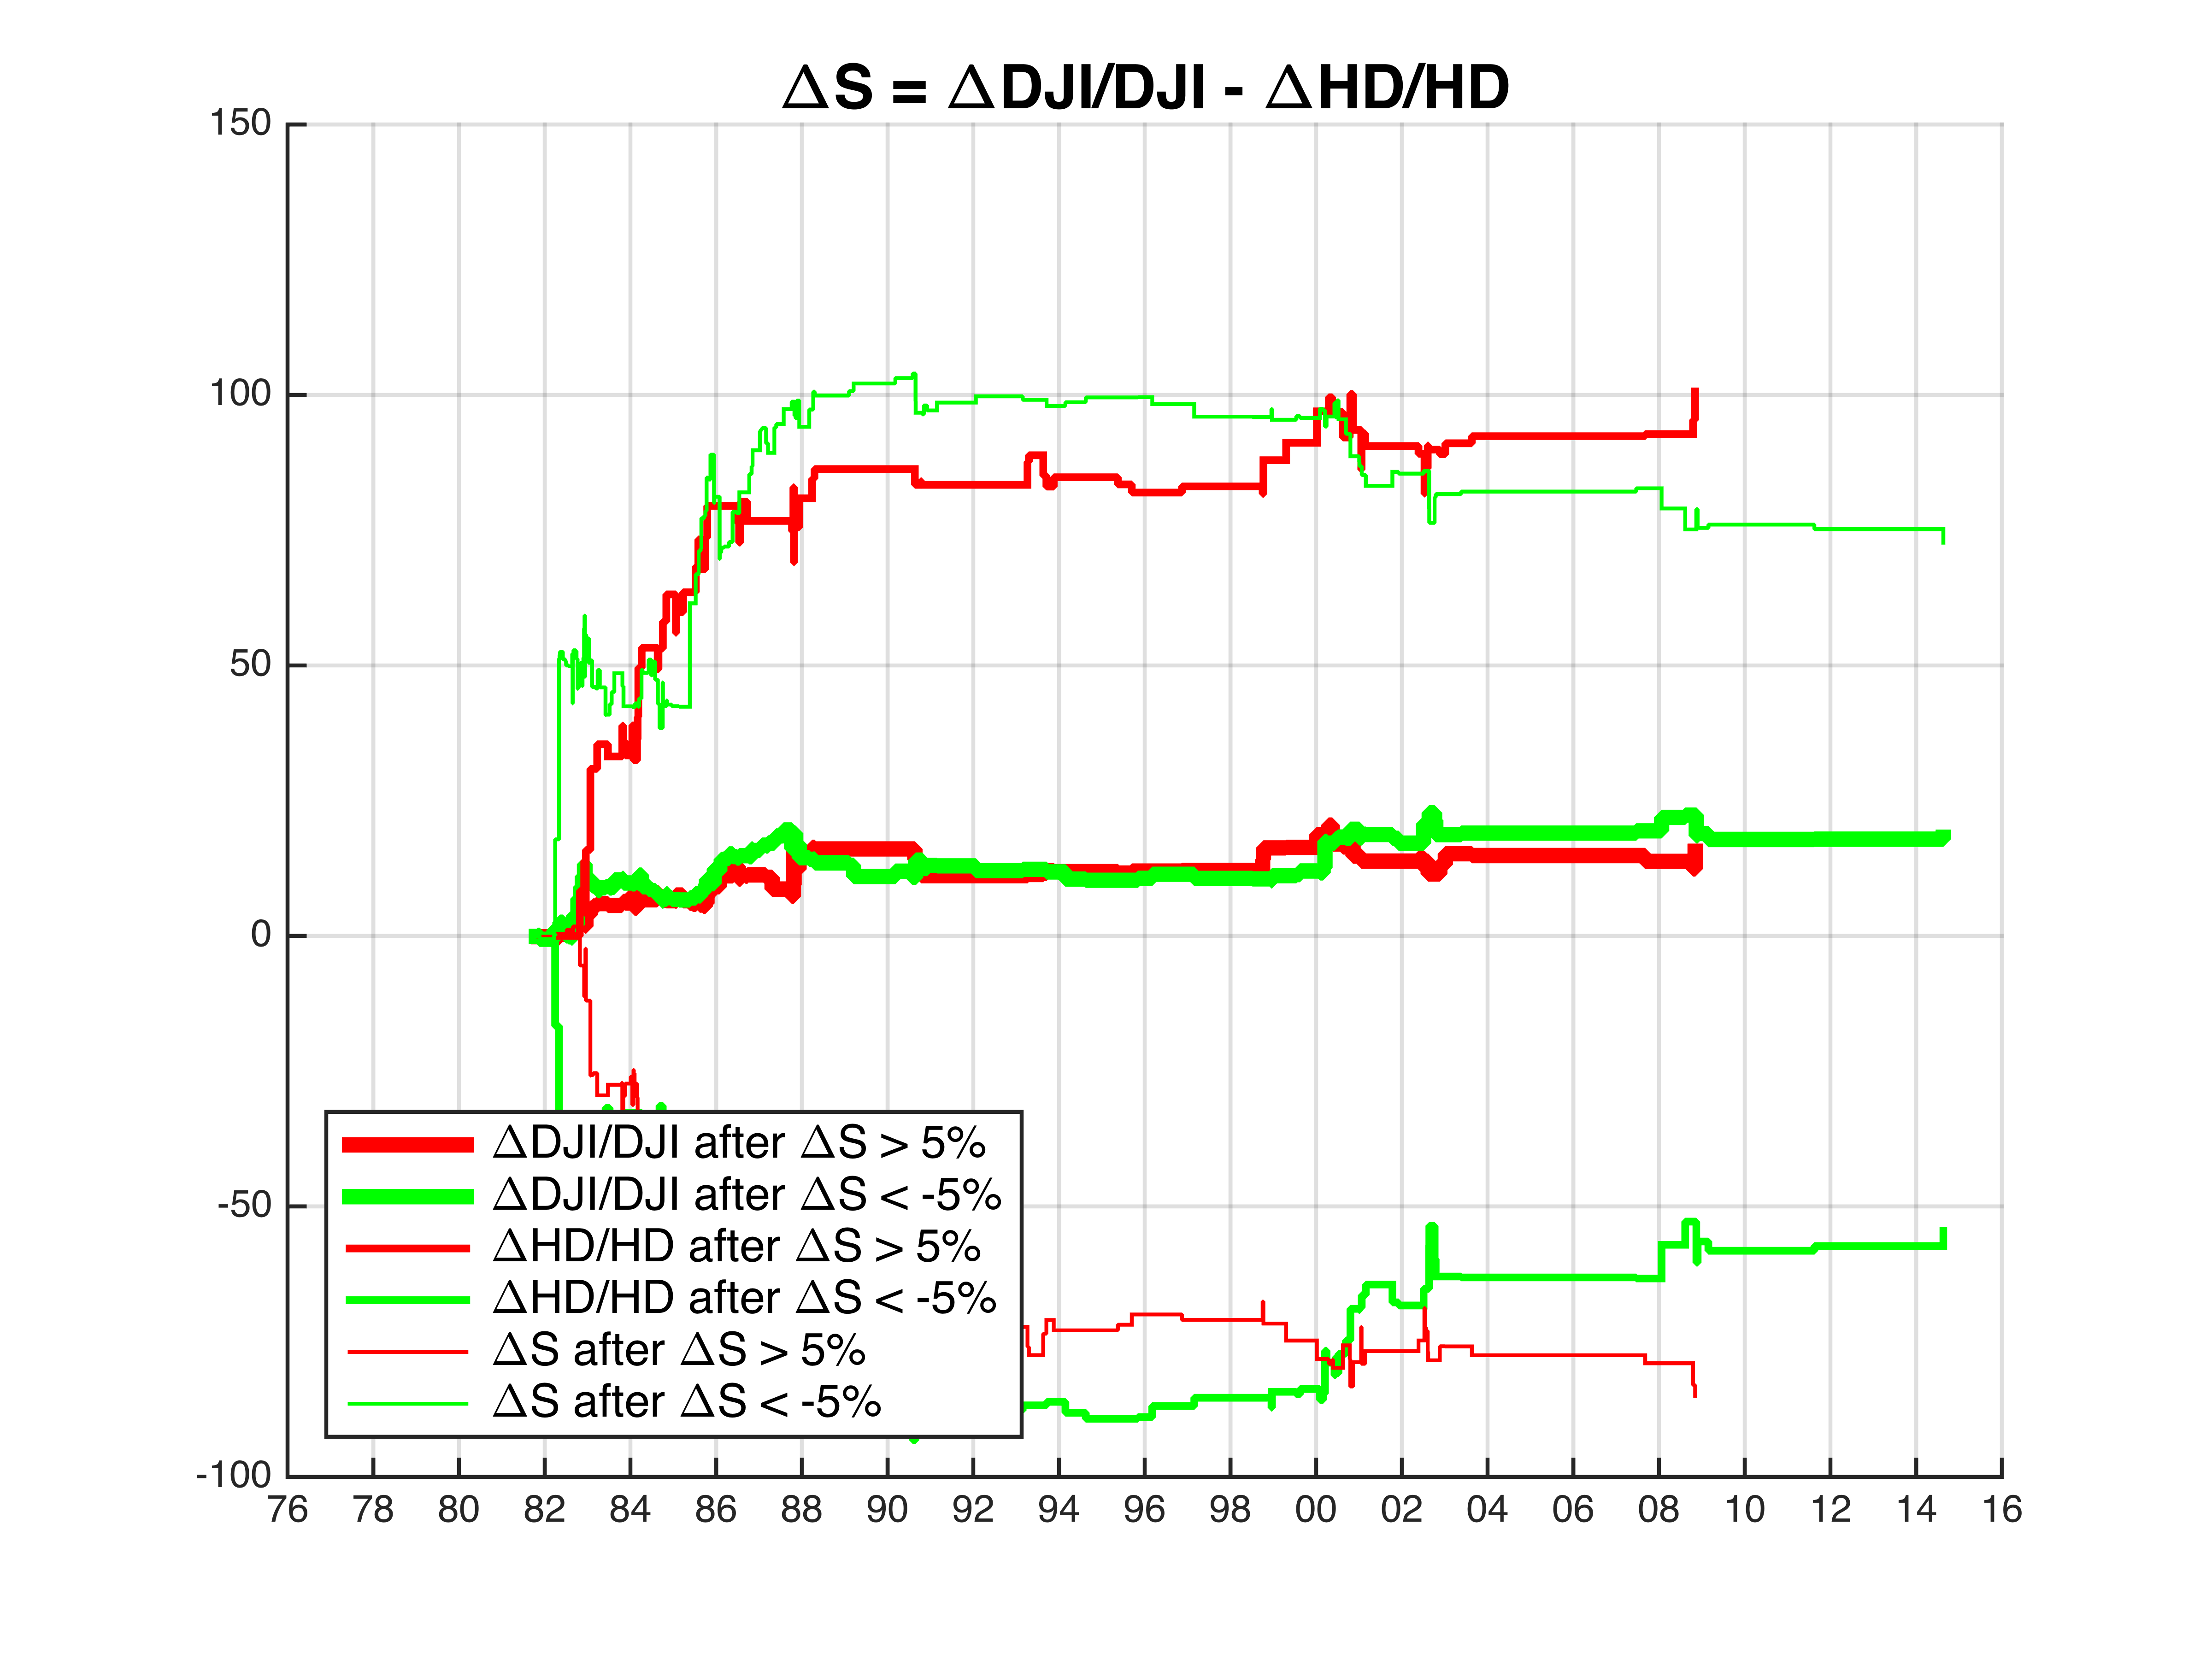 ΔS = ΔDJI/DJI - ΔHD/HD
150
100
50
0
-50
-100
ΔDJI/DJI after ΔS > 5%
ΔDJI/DJI after ΔS < -5%
ΔHD/HD after ΔS > 5%
ΔHD/HD after ΔS < -5%
ΔS after ΔS > 5%
ΔS after ΔS < -5%
76 78 80 82 84 86 88 90 92 94 96 98 00 02 04 06 08 10 12 14 16